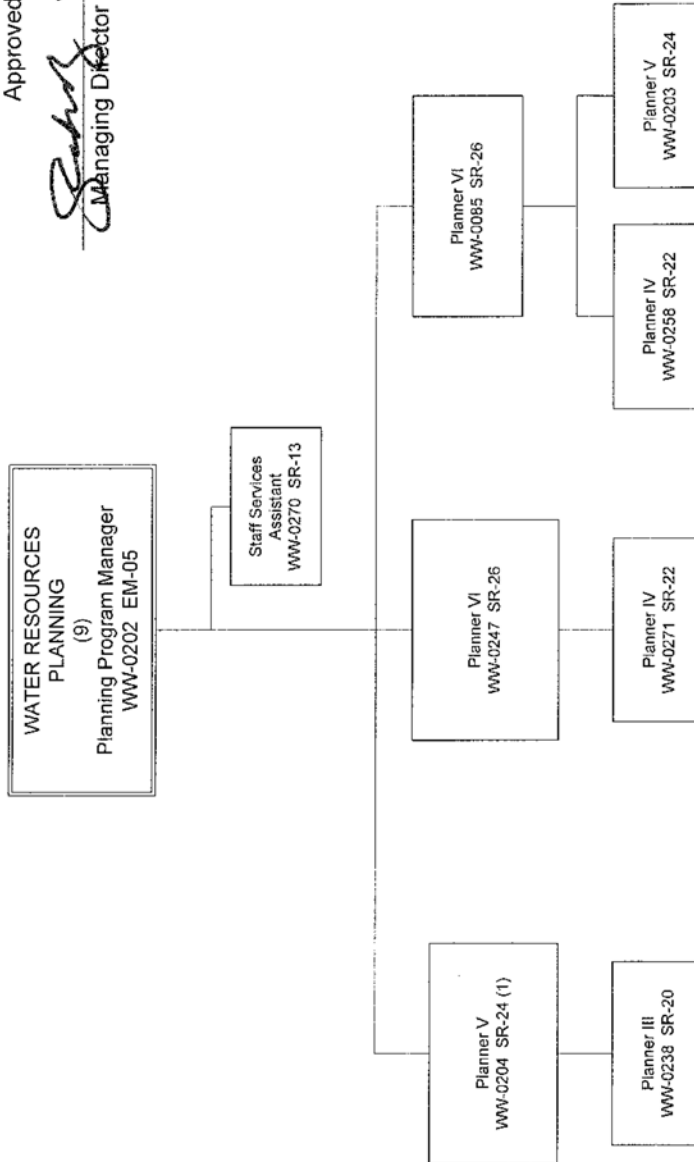 Approved
Managing Director
WATER RESOURCES
PLANNING
(9)
Planning Program Manager
WW-0202 EM-05
Staff Services
Assistant
WW-0270 SR-13
Planner V
WW-0204 SR-24 (1)
Planner VI
WW-0247 SR-26
Planner VI
WW-0085 SR-26
Planner III
WW-0238 SR-20
Planner IV
WW-0271 SR-22
Planner IV
WW-0258 SR-22
Planner V
WW-0203 SR-24